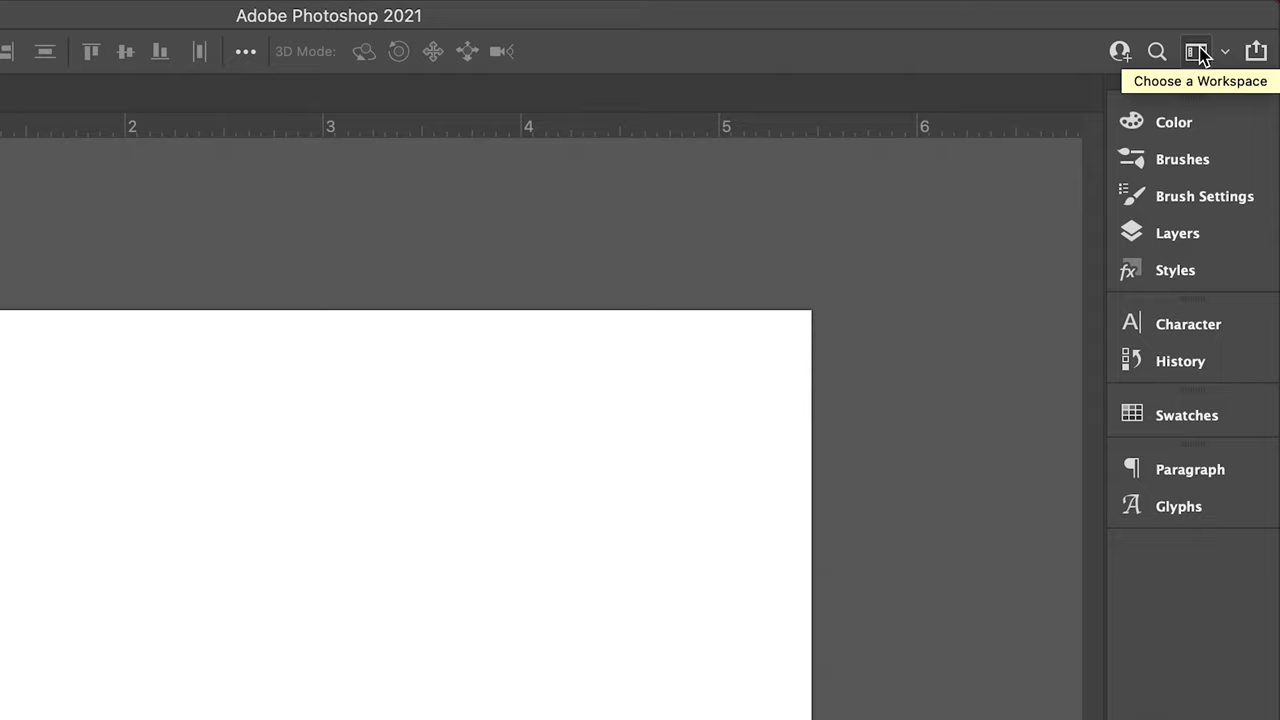 Adobe Photoshop 2021
3D Mode:
Choose a Workspace
2 3 4 5 6
Color
Brushes
Brush Settings
Layers
fx Styles
A Character
History
Swatches
¶ Paragraph
A Glyphs